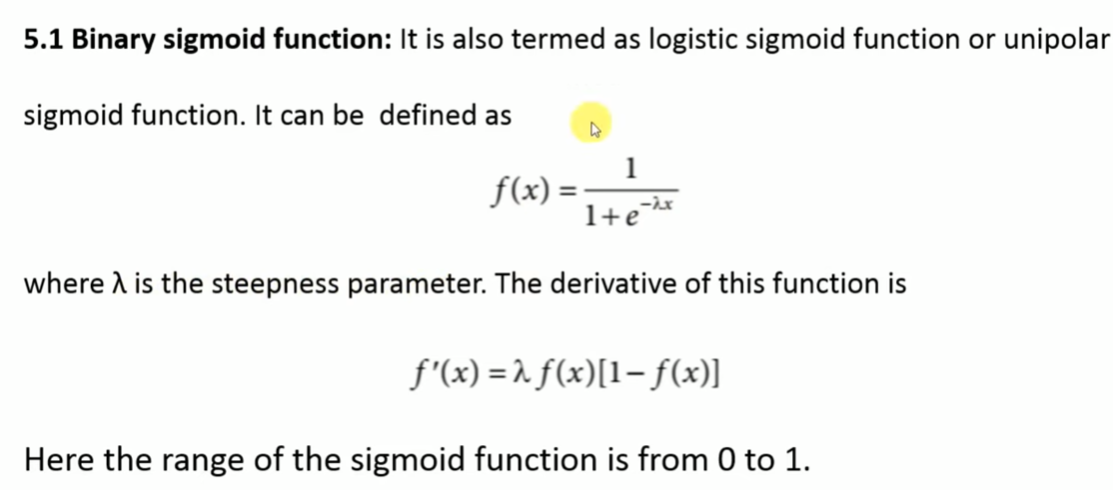 5.1 Binary sigmoid function: It is also termed as logistic sigmoid function or unipolar
sigmoid function. It can be defined as
f(x) = 1 / (1+e^{-λx})
where λ is the steepness parameter. The derivative of this function is
f'(x) = λ f(x)[1 − f(x)]
Here the range of the sigmoid function is from 0 to 1.